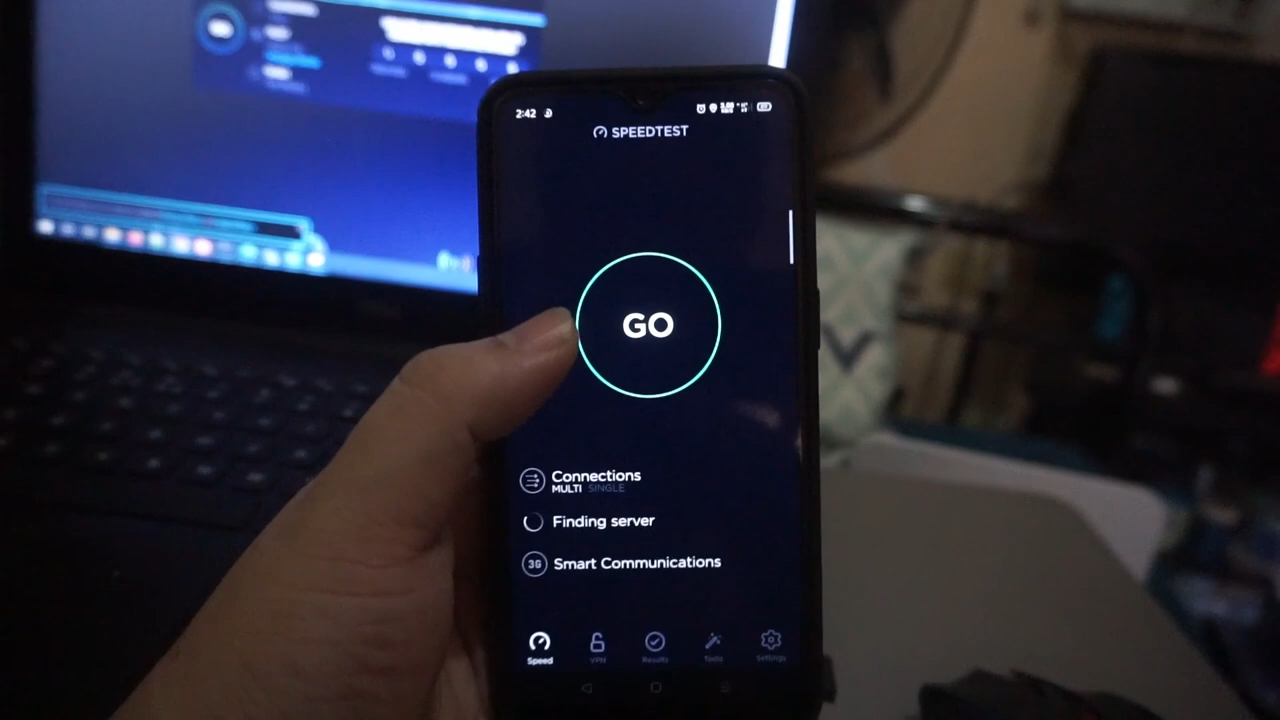 2:42
SPEEDTEST
GO
Connections
MULTI SINGLE
Finding server
3G Smart Communications
Speed VPN Results Tools Settings